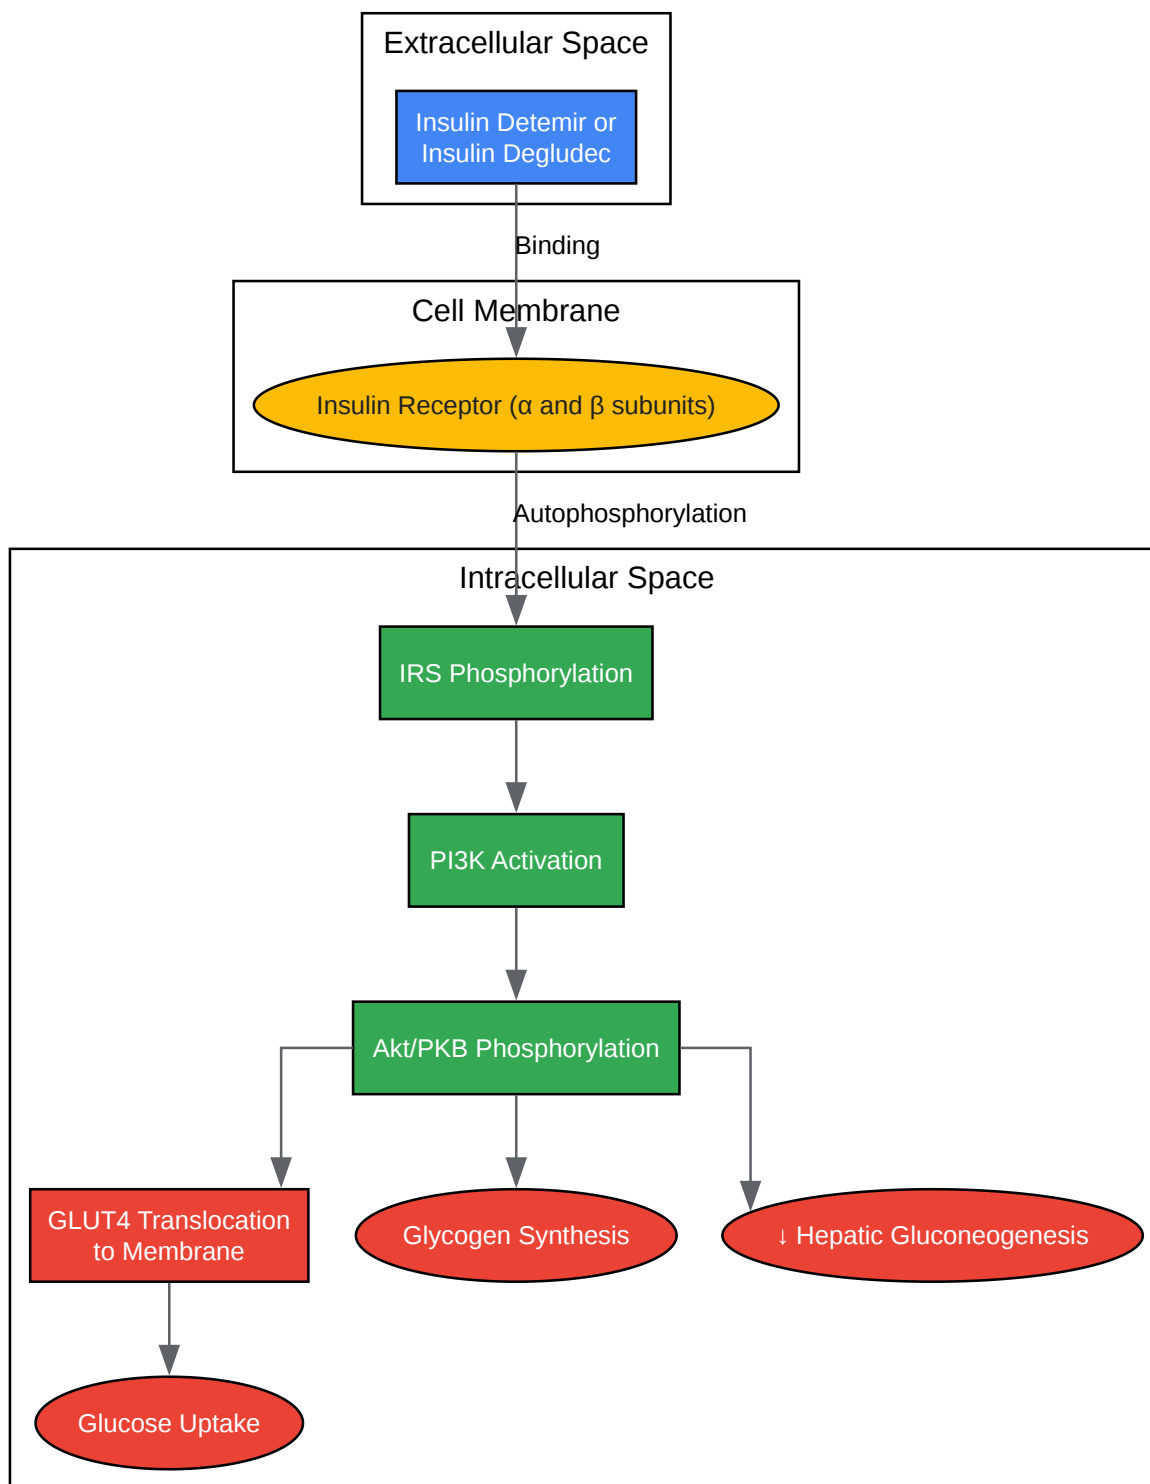 Extracellular Space
Insulin Detemir or
Insulin Degludec
Binding
Cell Membrane
Insulin Receptor (α and β subunits)
Autophosphorylation
Intracellular Space
IRS Phosphorylation
PI3K Activation
Akt/PKB Phosphorylation
GLUT4 Translocation
to Membrane
Glycogen Synthesis
↓ Hepatic Gluconeogenesis
Glucose Uptake